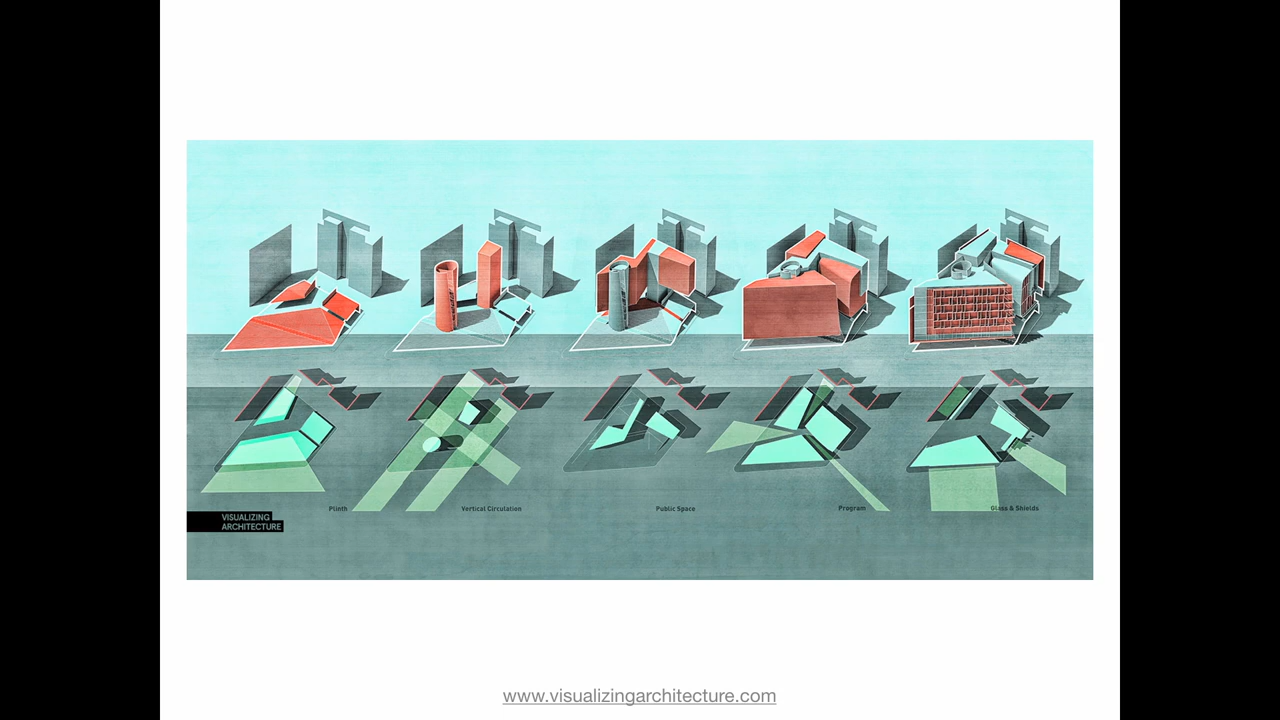 Plinth
Vertical Circulation
Public Space
Program
Glass & Shields
VISUALIZING
ARCHITECTURE
www.visualizingarchitecture.com